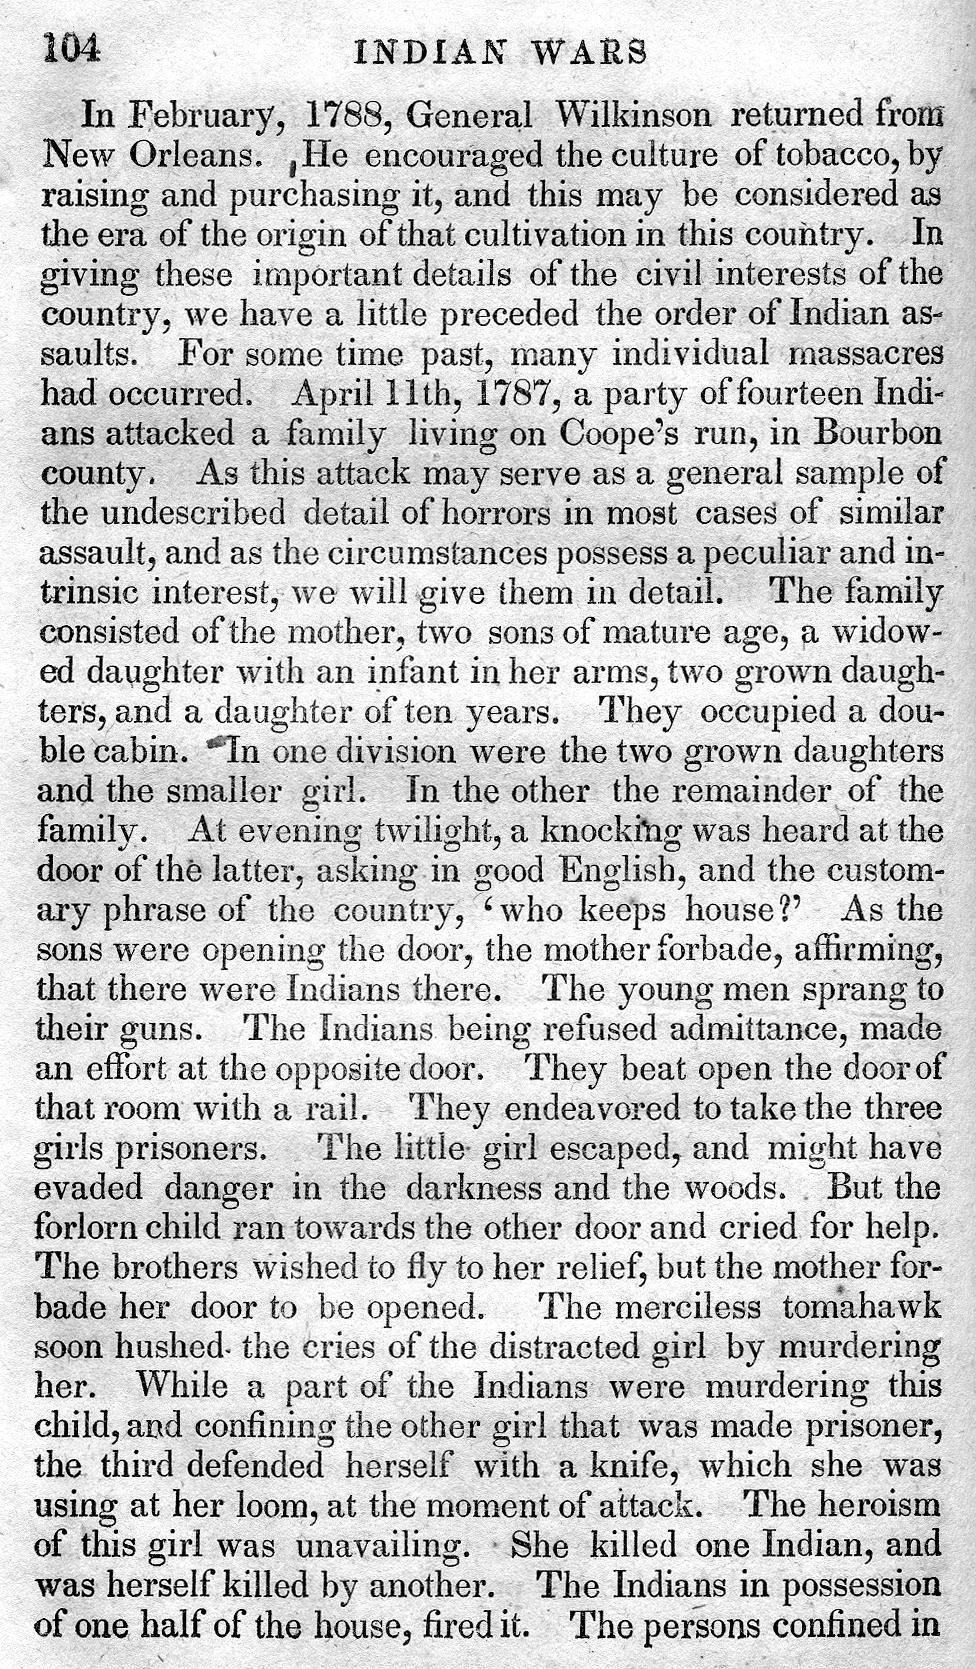 104 INDIAN WARS
In February, 1788, General Wilkinson returned from
New Orleans. He encouraged the culture of tobacco, by
raising and purchasing it, and this may be considered as
the era of the origin of that cultivation in this country. In
giving these important details of the civil interests of the
country, we have a little preceded the order of Indian as-
saults. For some time past, many individual massacres
had occurred. April 11th, 1787, a party of fourteen Indi-
ans attacked a family living on Coope's run, in Bourbon
county. As this attack may serve as a general sample of
the undescribed detail of horrors in most cases of similar
assault, and as the circumstances possess a peculiar and in-
trinsic interest, we will give them in detail. The family
consisted of the mother, two sons of mature age, a widow-
ed daughter with an infant in her arms, two grown daugh-
ters, and a daughter of ten years. They occupied a dou-
ble cabin. In one division were the two grown daughters
and the smaller girl. In the other the remainder of the
family. At evening twilight, a knocking was heard at the
door of the latter, asking in good English, and the custom-
ary phrase of the country, 'who keeps house?' As the
sons were opening the door, the mother forbade, affirming,
that there were Indians there. The young men sprang to
their guns. The Indians being refused admittance, made
an effort at the opposite door. They beat open the door of
that room with a rail. They endeavored to take the three
girls prisoners. The little girl escaped, and might have
evaded danger in the darkness and the woods. But the
forlorn child ran towards the other door and cried for help.
The brothers wished to fly to her relief, but the mother for-
bade her door to be opened. The merciless tomahawk
soon hushed the cries of the distracted girl by murdering
her. While a part of the Indians were murdering this
child, and confining the other girl that was made prisoner,
the third defended herself with a knife, which she was
using at her loom, at the moment of attack. The heroism
of this girl was unavailing. She killed one Indian, and
was herself killed by another. The Indians in possession
of one half of the house, fired it. The persons confined in